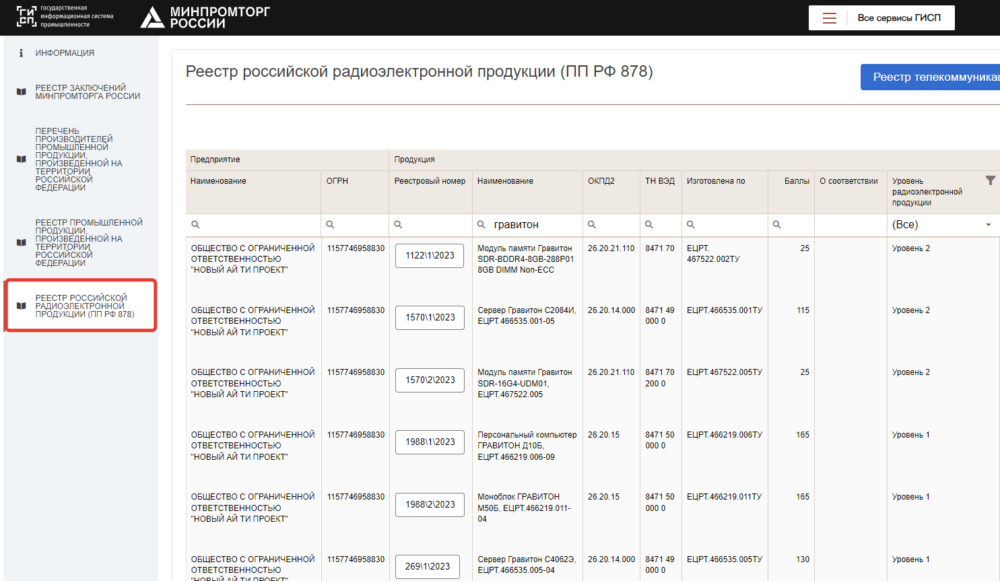 государственная
информационная система
промышленности
ГИСП
МИНПРОМТОРГ
РОССИИ
Все сервисы ГИСП
ИНФОРМАЦИЯ
РЕЕСТР ЗАКЛЮЧЕНИЙ
МИНПРОМТОРГА РОССИИ
ПЕРЕЧЕНЬ
ПРОИЗВОДИТЕЛЕЙ
ПРОМЫШЛЕННОЙ
ПРОДУКЦИИ,
ПРОИЗВЕДЕННОЙ НА
ТЕРРИТОРИИ
РОССИЙСКОЙ
ФЕДЕРАЦИИ
РЕЕСТР ПРОМЫШЛЕННОЙ
ПРОДУКЦИИ,
ПРОИЗВЕДЕННОЙ НА
ТЕРРИТОРИИ
РОССИЙСКОЙ
ФЕДЕРАЦИИ
РЕЕСТР РОССИЙСКОЙ
РАДИОЭЛЕКТРОННОЙ
ПРОДУКЦИИ (ПП РФ 878)
Реестр российской радиоэлектронной продукции (ПП РФ 878)
Реестр телекоммуника
Предприятие Продукция
Наименование ОГРН Реестровый номер Наименование ОКПД2 ТН ВЭД Изготовлена по Баллы О соответствии Уровень
радиоэлектронной
продукции
гравитон (Все)
ОБЩЕСТВО С ОГРАНИЧЕННОЙ 1157746958830 1122\1\2023 Модуль памяти Гравитон 26.20.21.110 8471 70 ЕЦРТ. 25 Уровень 2
ОТВЕТСТВЕННОСТЬЮ SDR-BDDR4-8GB-288P01 467522.002ТУ
"НОВЫЙ АЙ ТИ ПРОЕКТ" 8GB DIMM Non-ECC
ОБЩЕСТВО С ОГРАНИЧЕННОЙ 1157746958830 1570\1\2023 Сервер Гравитон С2084И, 26.20.14.000 8471 49 ЕЦРТ.466535.001ТУ 115 Уровень 2
ОТВЕТСТВЕННОСТЬЮ ЕЦРТ.466535.001-05 000 0
"НОВЫЙ АЙ ТИ ПРОЕКТ"
ОБЩЕСТВО С ОГРАНИЧЕННОЙ 1157746958830 1570\2\2023 Модуль памяти Гравитон 26.20.21.110 8471 70 ЕЦРТ.467522.005ТУ 25 Уровень 2
ОТВЕТСТВЕННОСТЬЮ SDR-16G4-UDM01, 200 0
"НОВЫЙ АЙ ТИ ПРОЕКТ" ЕЦРТ.467522.005
ОБЩЕСТВО С ОГРАНИЧЕННОЙ 1157746958830 1988\1\2023 Персональный компьютер 26.20.15 8471 50 ЕЦРТ.466219.006ТУ 165 Уровень 1
ОТВЕТСТВЕННОСТЬЮ ГРАВИТОН Д10Б, 000 0
"НОВЫЙ АЙ ТИ ПРОЕКТ" ЕЦРТ.466219.006-09
ОБЩЕСТВО С ОГРАНИЧЕННОЙ 1157746958830 1988\2\2023 Моноблок ГРАВИТОН 26.20.15 8471 50 ЕЦРТ.466219.011ТУ 165 Уровень 1
ОТВЕТСТВЕННОСТЬЮ М50Б, ЕЦРТ.466219.011- 000 0
"НОВЫЙ АЙ ТИ ПРОЕКТ" 04
ОБЩЕСТВО С ОГРАНИЧЕННОЙ 1157746958830 269\1\2023 Сервер Гравитон С4062Э, 26.20.14.000 8471 49 ЕЦРТ.466535.005ТУ 130 Уровень 1
ОТВЕТСТВЕННОСТЬЮ ЕЦРТ.466535.005-04 000 0
"НОВЫЙ АЙ ТИ ПРОЕКТ"